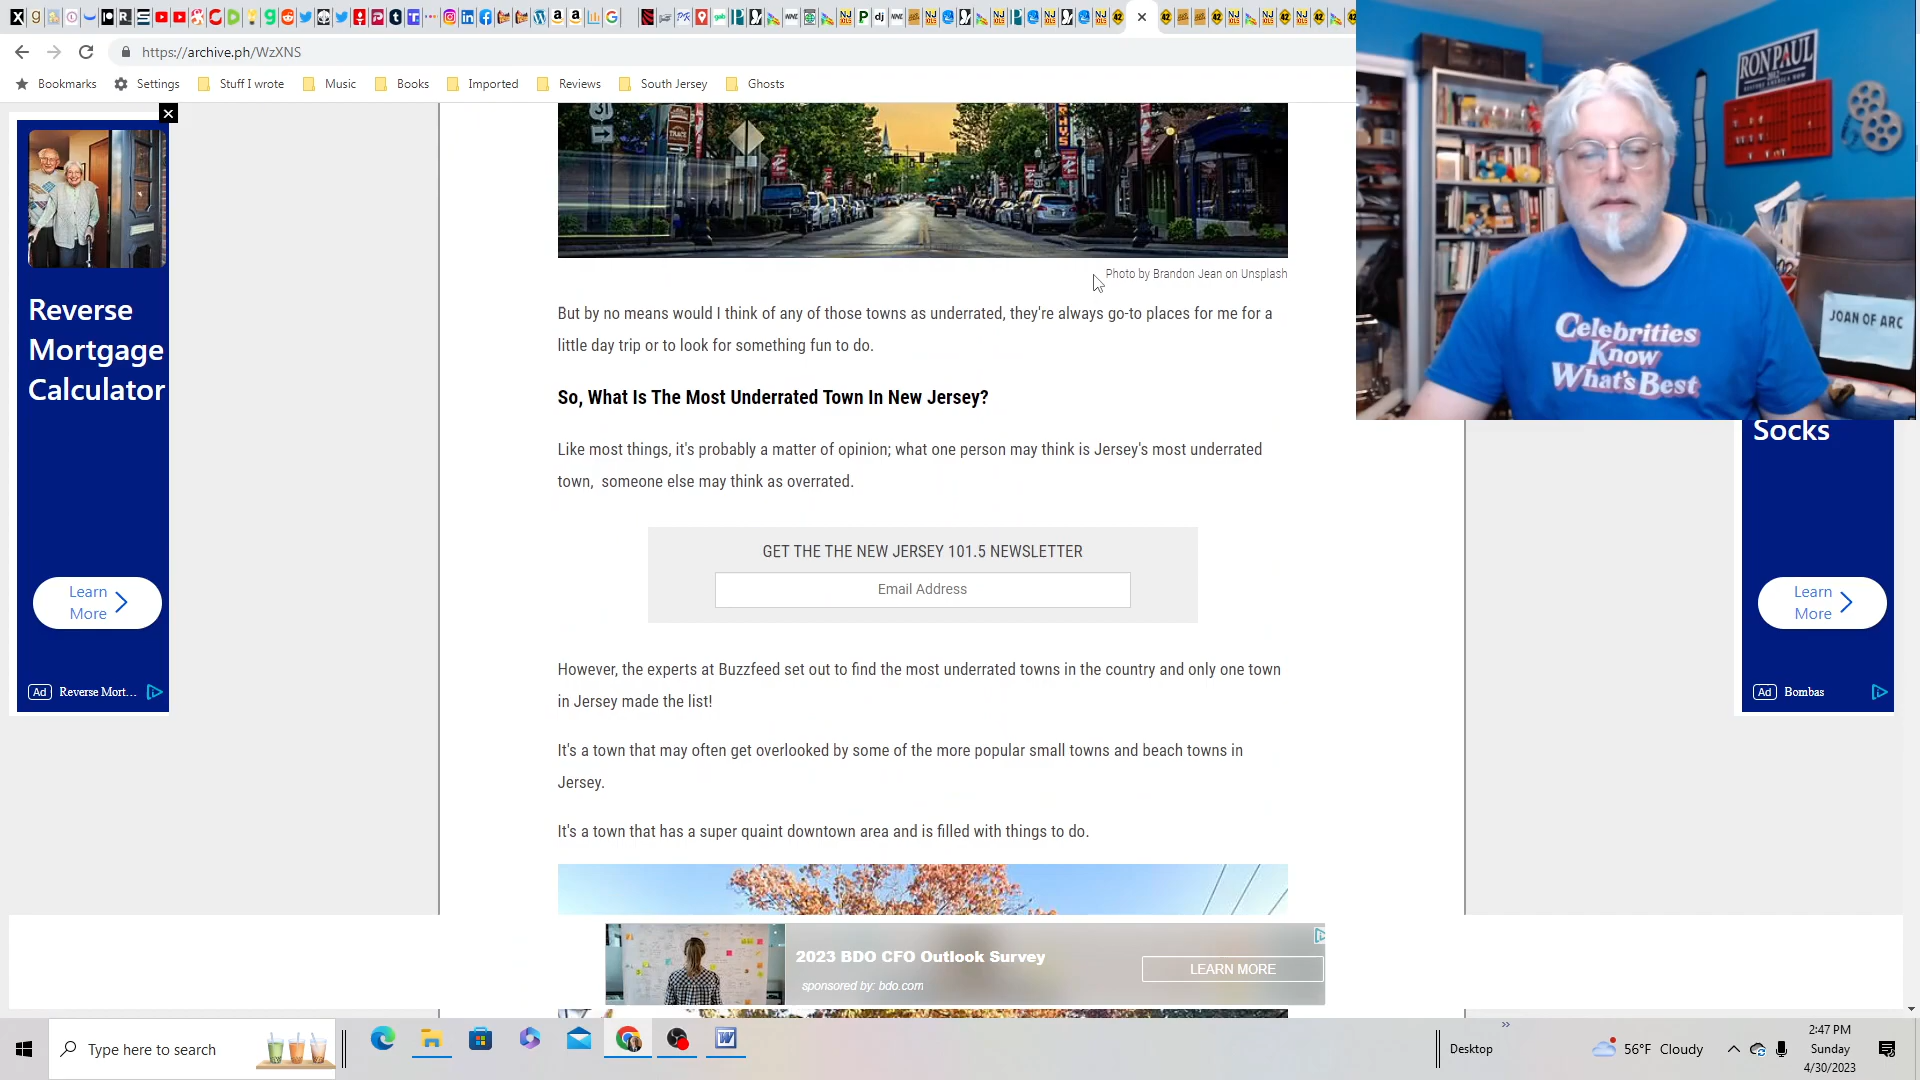 https://archive.ph/WzXNS
Bookmarks
Settings
Stuff I wrote
Music
Books
Imported
Reviews
South Jersey
Ghosts
RON PAUL
2012
JOAN OF ARC
Celebrities
Know
What's Best
Reverse
Mortgage
Calculator
Learn
More
Ad
Reverse Mort...
31
TRACE
Photo by Brandon Jean on Unsplash
But by no means would I think of any of those towns as underrated, they're always go-to places for me for a
little day trip or to look for something fun to do.
So, What Is The Most Underrated Town In New Jersey?
Like most things, it's probably a matter of opinion; what one person may think is Jersey's most underrated
town, someone else may think as overrated.
GET THE THE NEW JERSEY 101.5 NEWSLETTER
Email Address
However, the experts at Buzzfeed set out to find the most underrated towns in the country and only one town
in Jersey made the list!
It's a town that may often get overlooked by some of the more popular small towns and beach towns in
Jersey.
It's a town that has a super quaint downtown area and is filled with things to do.
Socks
Learn
More
Ad
Bombas
2023 BDO CFO Outlook Survey
sponsored by: bdo.com
LEARN MORE
Type here to search
Desktop
56°F Cloudy
2:47 PM
Sunday
4/30/2023